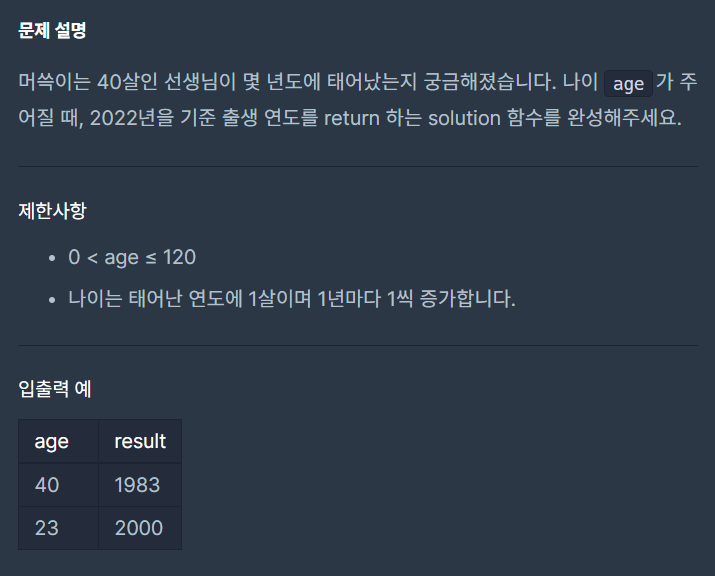 문제 설명
머쓱이는 40살인 선생님이 몇 년도에 태어났는지 궁금해졌습니다. 나이 age 가 주
어질 때, 2022년을 기준 출생 연도를 return 하는 solution 함수를 완성해주세요.
제한사항
• 0 < age ≤ 120
• 나이는 태어난 연도에 1살이며 1년마다 1씩 증가합니다.
입출력 예
age result
40 1983
23 2000